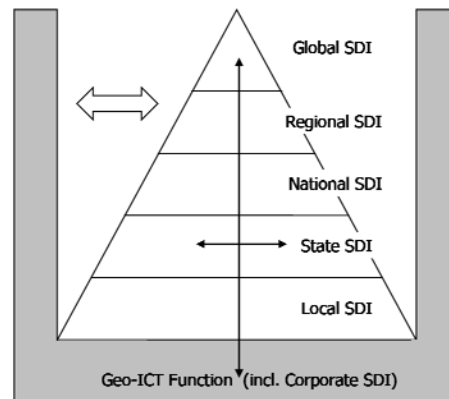 Global SDI
Regional SDI
National SDI
State SDI
Local SDI
Geo-ICT Function (incl. Corporate SDI)